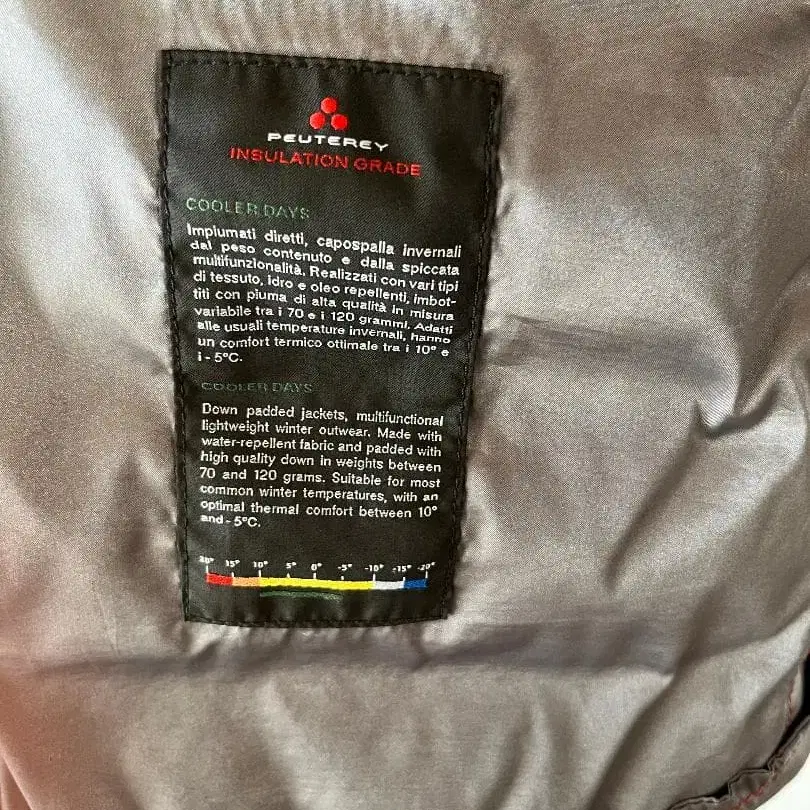 PEUTEREY
INSULATION GRADE
COOLER DAYS
Impiumati diretti, capospalla invernali
dal peso contenuto e dalla spiccata
multifunzionalità. Realizzati con vari tipi
di tessuto, idro e oleo repellenti, imbot-
titi con piuma di alta qualità in misura
variabile tra i 70 e i 120 grammi. Adatti
alle usuali temperature invernali, hanno
un comfort termico ottimale tra i 10° e
i - 5°C.
COOLER DAYS
Down padded jackets, multifunctional
lightweight winter outwear. Made with
water-repellent fabric and padded with
high quality down in weights between
70 and 120 grams. Suitable for most
common winter temperatures, with an
optimal thermal comfort between 10°
and - 5°C.
20° 15° 10° 5° 0° -5° -10° -15° -20°